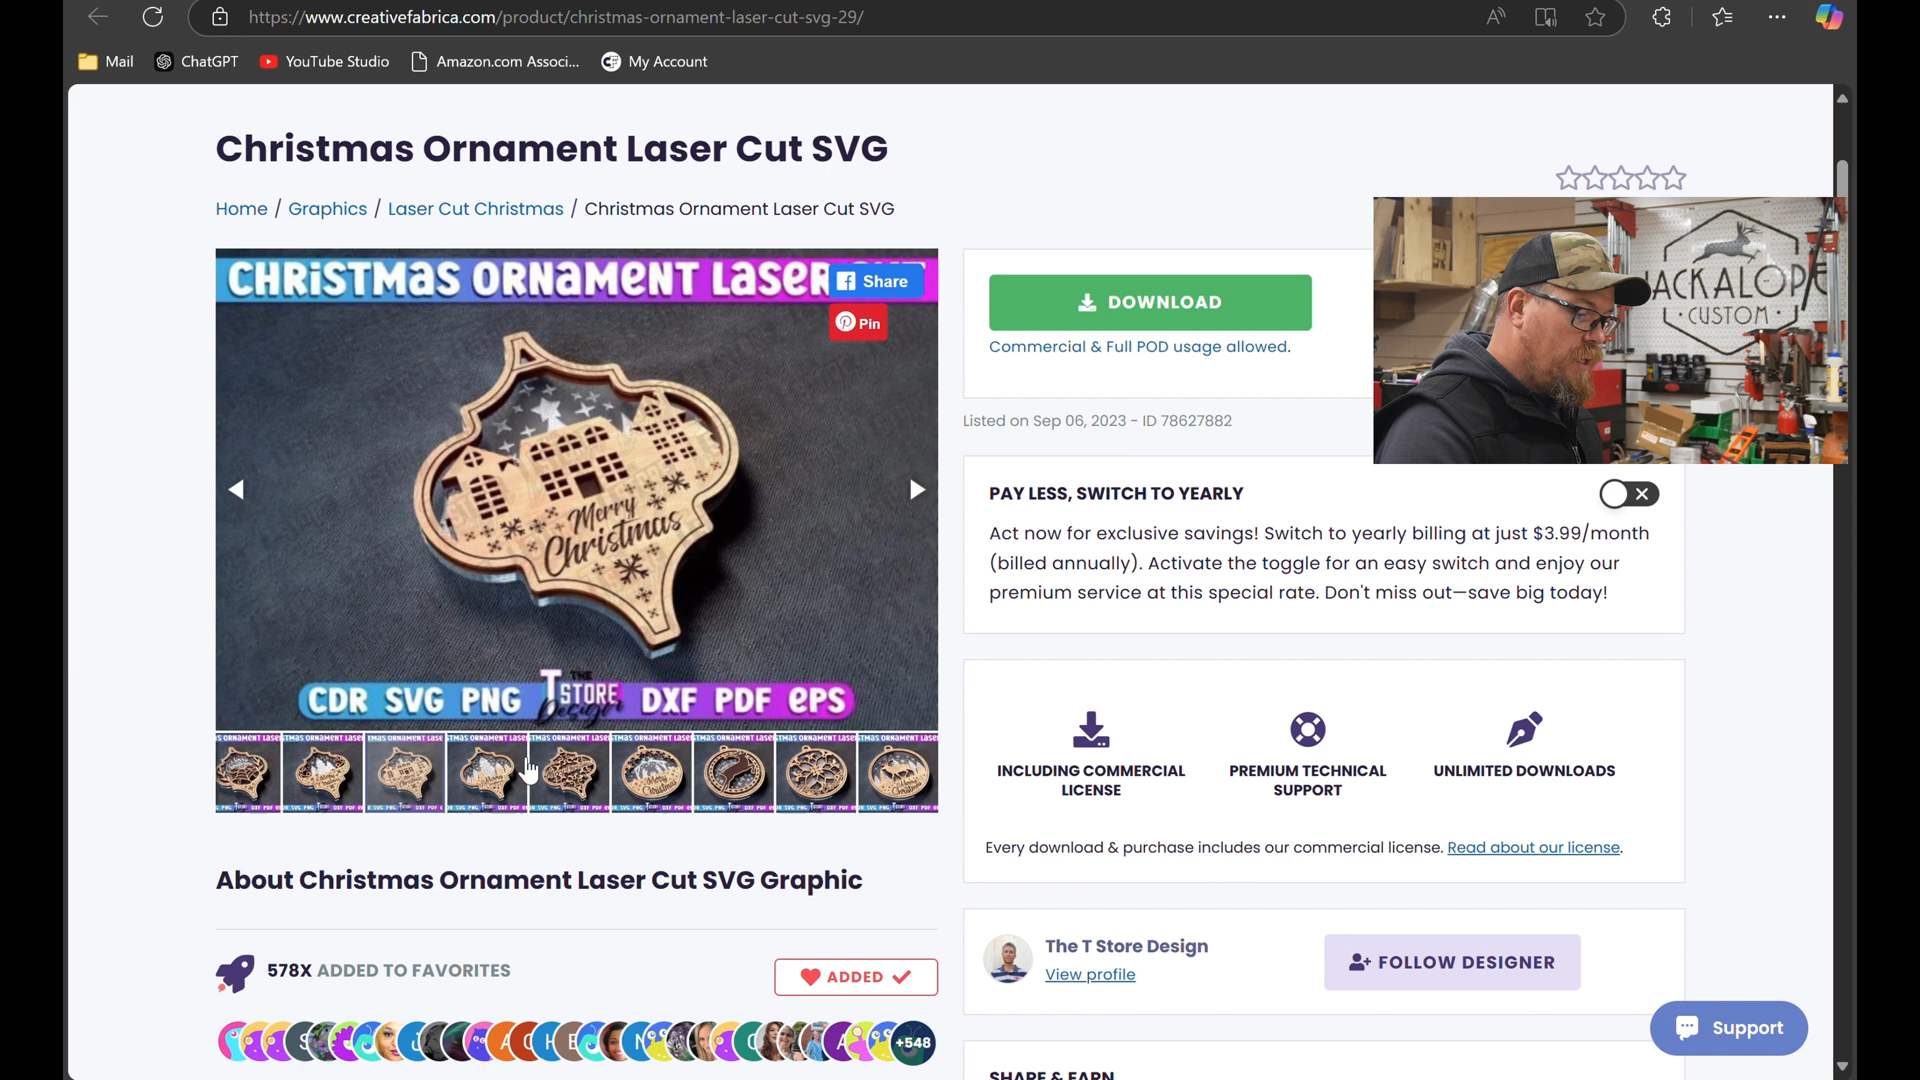 https://www.creativefabrica.com/product/christmas-ornament-laser-cut-svg-29/
Mail
ChatGPT
YouTube Studio
Amazon.com Associ...
My Account
Christmas Ornament Laser Cut SVG
Home / Graphics / Laser Cut Christmas / Christmas Ornament Laser Cut SVG
CHRISTMAS ORNAMENT LASER
Share
Pin
Merry
Christmas
CDR SVG PNG
THE
T STORE
Design
DXF PDF EPS
DOWNLOAD
Commercial & Full POD usage allowed.
Listed on Sep 06, 2023 - ID 78627882
JACKALOPE
· CUSTOM ·
PAY LESS, SWITCH TO YEARLY
Act now for exclusive savings! Switch to yearly billing at just $3.99/month
(billed annually). Activate the toggle for an easy switch and enjoy our
premium service at this special rate. Don't miss out—save big today!
INCLUDING COMMERCIAL
LICENSE
PREMIUM TECHNICAL
SUPPORT
UNLIMITED DOWNLOADS
Every download & purchase includes our commercial license. Read about our license.
About Christmas Ornament Laser Cut SVG Graphic
578X ADDED TO FAVORITES
ADDED
+548
The T Store Design
View profile
FOLLOW DESIGNER
Support
SHARE & EARN